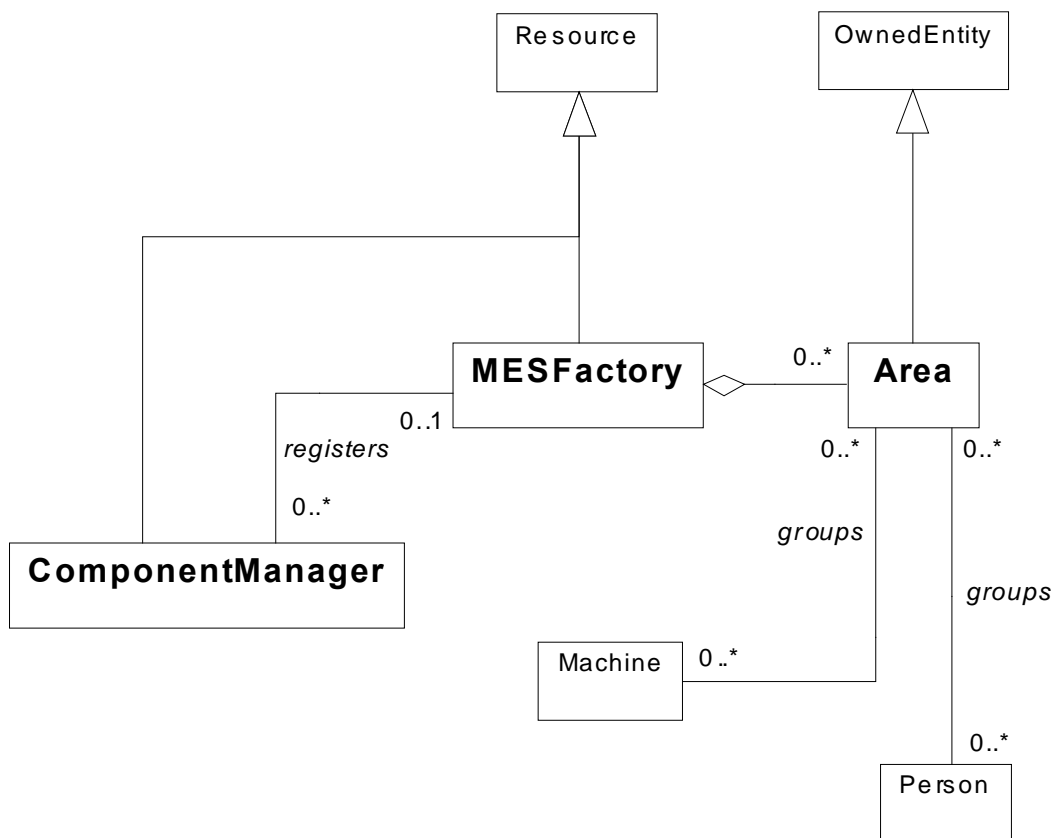 Resource
OwnedEntity
MESFactory
0..*
Area
0..1
registers
0..*
0..*
0..*
groups
ComponentManager
groups
Machine
0..*
0..*
Person